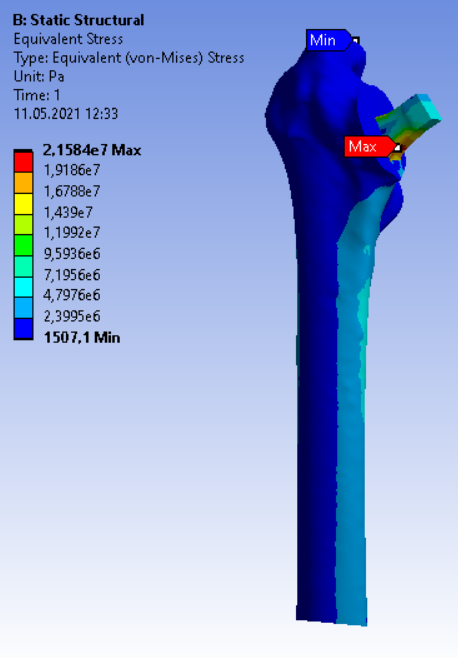 B: Static Structural
Equivalent Stress
Type: Equivalent (von-Mises) Stress
Unit: Pa
Time: 1
11.05.2021 12:33
2,1584e7 Max
1,9186e7
1,6788e7
1,439e7
1,1992e7
9,5936e6
7,1956e6
4,7976e6
2,3995e6
1507,1 Min
Min
Max